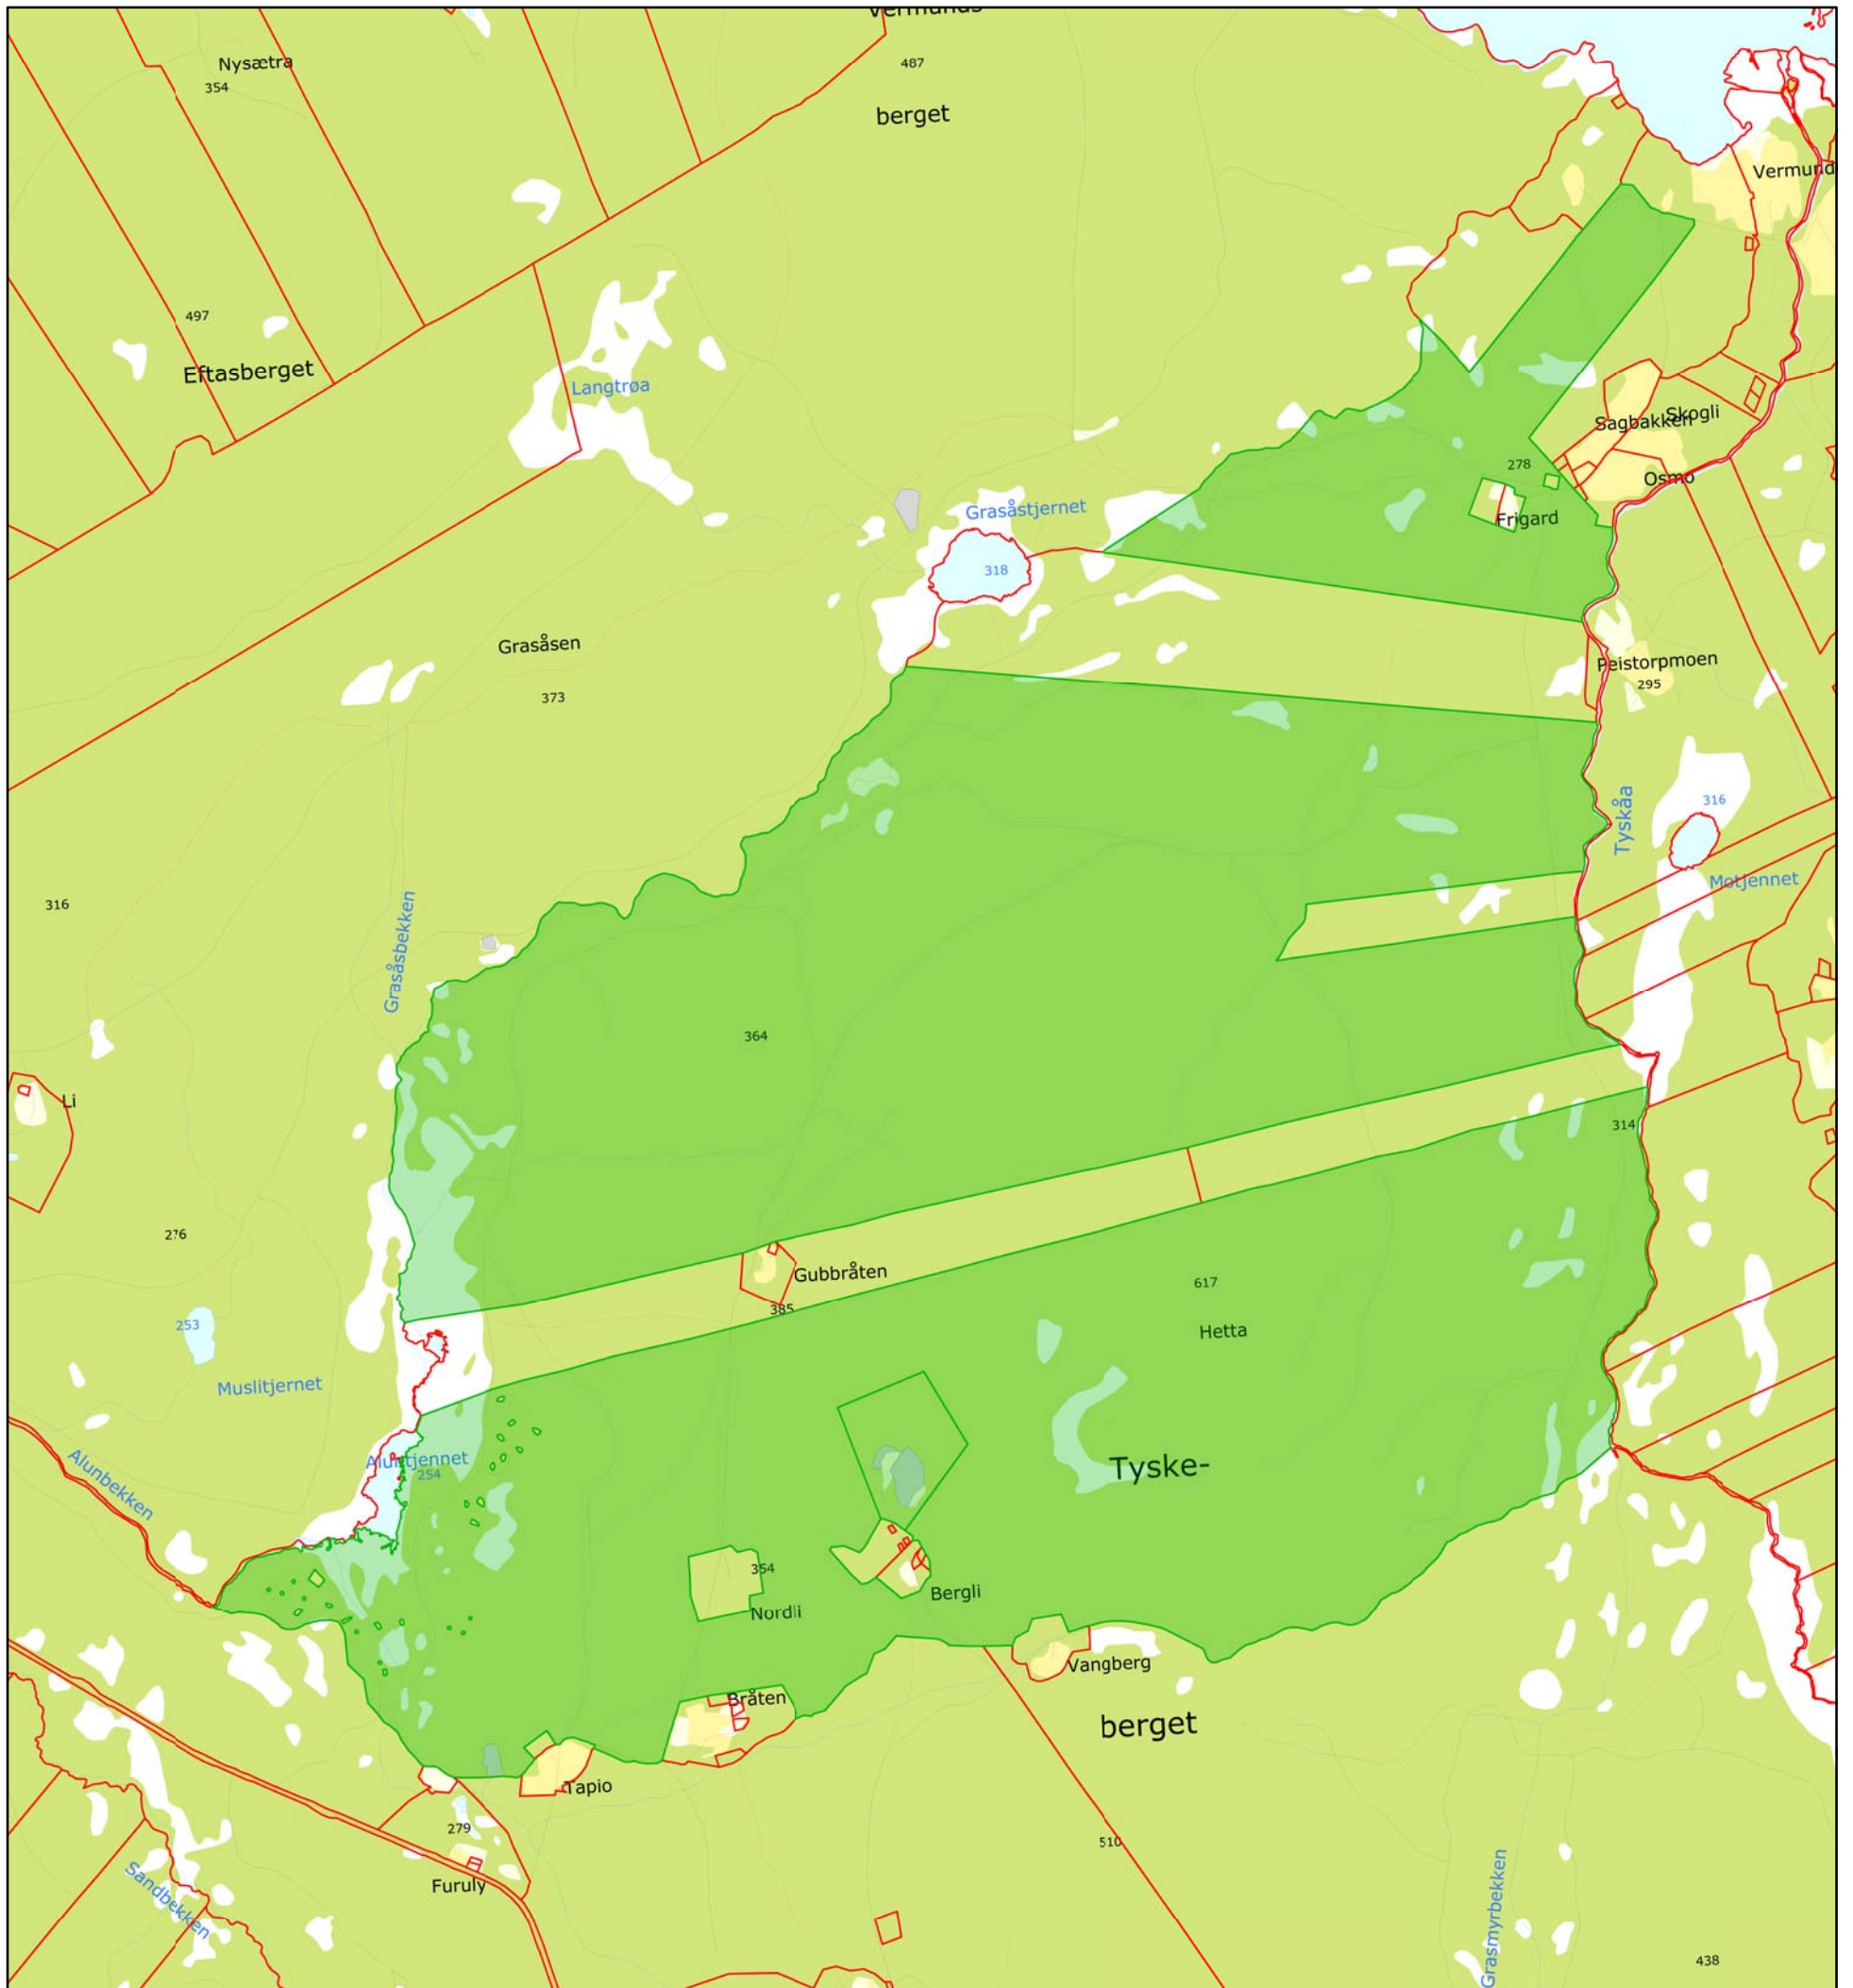 Vermunds
Nysætra
354
487
berget
Vermund
497
Eftasberget
Langtrøa
Sagbakken
Skogli
278
Osmo
Frigard
Grasåstjernet
318
Grasåsen
373
Peistorpmoen
295
Tyskåa
316
Motjennet
316
Grasåsbekken
364
Li
314
276
Gubbråten
385
617
Hetta
253
Muslitjernet
Aluntjennet
254
Alunbekken
Tyske-
354
Nordli
Bergli
Vangberg
Bråten
berget
Tapio
279
510
Furuly
Sandbekken
Grasmyrbekken
438